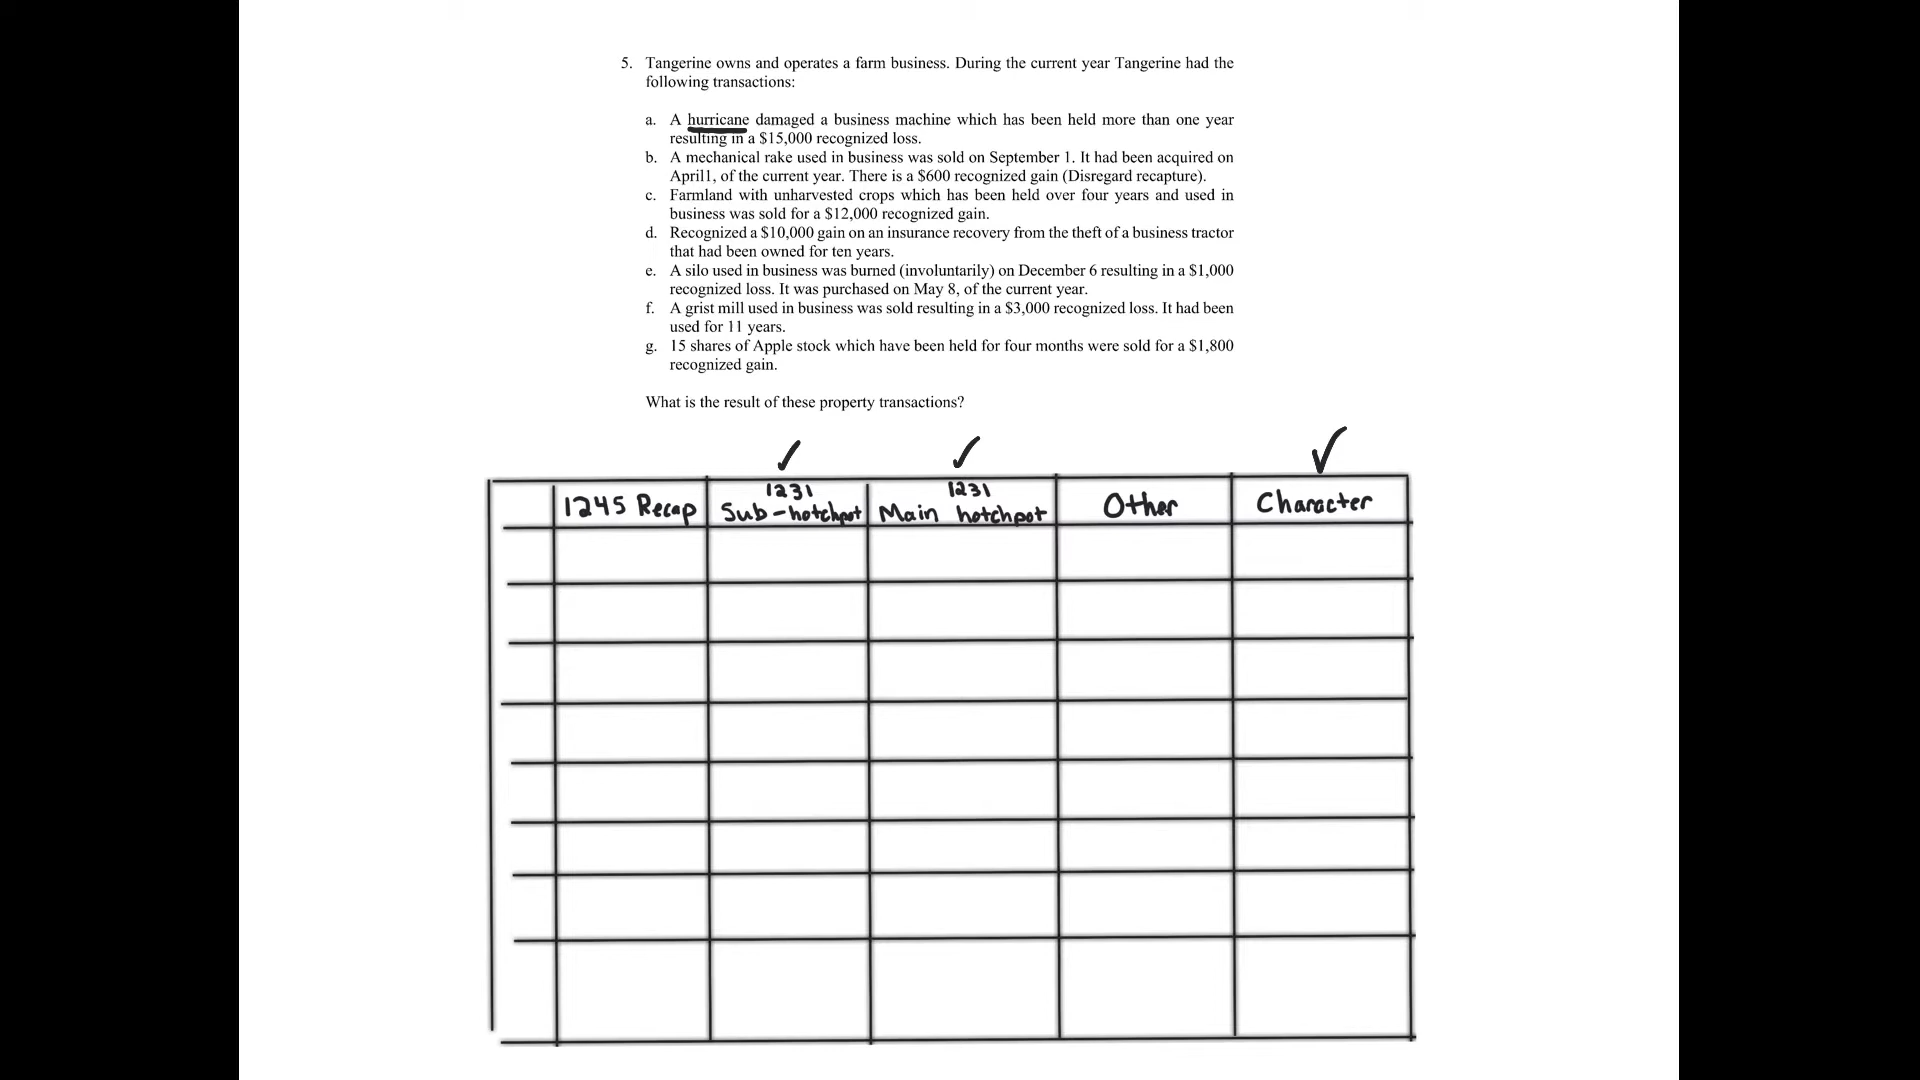 5. Tangerine owns and operates a farm business. During the current year Tangerine had the
following transactions:
a. A hurricane damaged a business machine which has been held more than one year
resulting in a $15,000 recognized loss.
b. A mechanical rake used in business was sold on September 1. It had been acquired on
April1, of the current year. There is a $600 recognized gain (Disregard recapture).
c. Farmland with unharvested crops which has been held over four years and used in
business was sold for a $12,000 recognized gain.
d. Recognized a $10,000 gain on an insurance recovery from the theft of a business tractor
that had been owned for ten years.
e. A silo used in business was burned (involuntarily) on December 6 resulting in a $1,000
recognized loss. It was purchased on May 8, of the current year.
f. A grist mill used in business was sold resulting in a $3,000 recognized loss. It had been
used for 11 years.
g. 15 shares of Apple stock which have been held for four months were sold for a $1,800
recognized gain.
What is the result of these property transactions?
1245 Recap
1231
Sub-hotchpot
1231
Main hotchpot
Other
Character